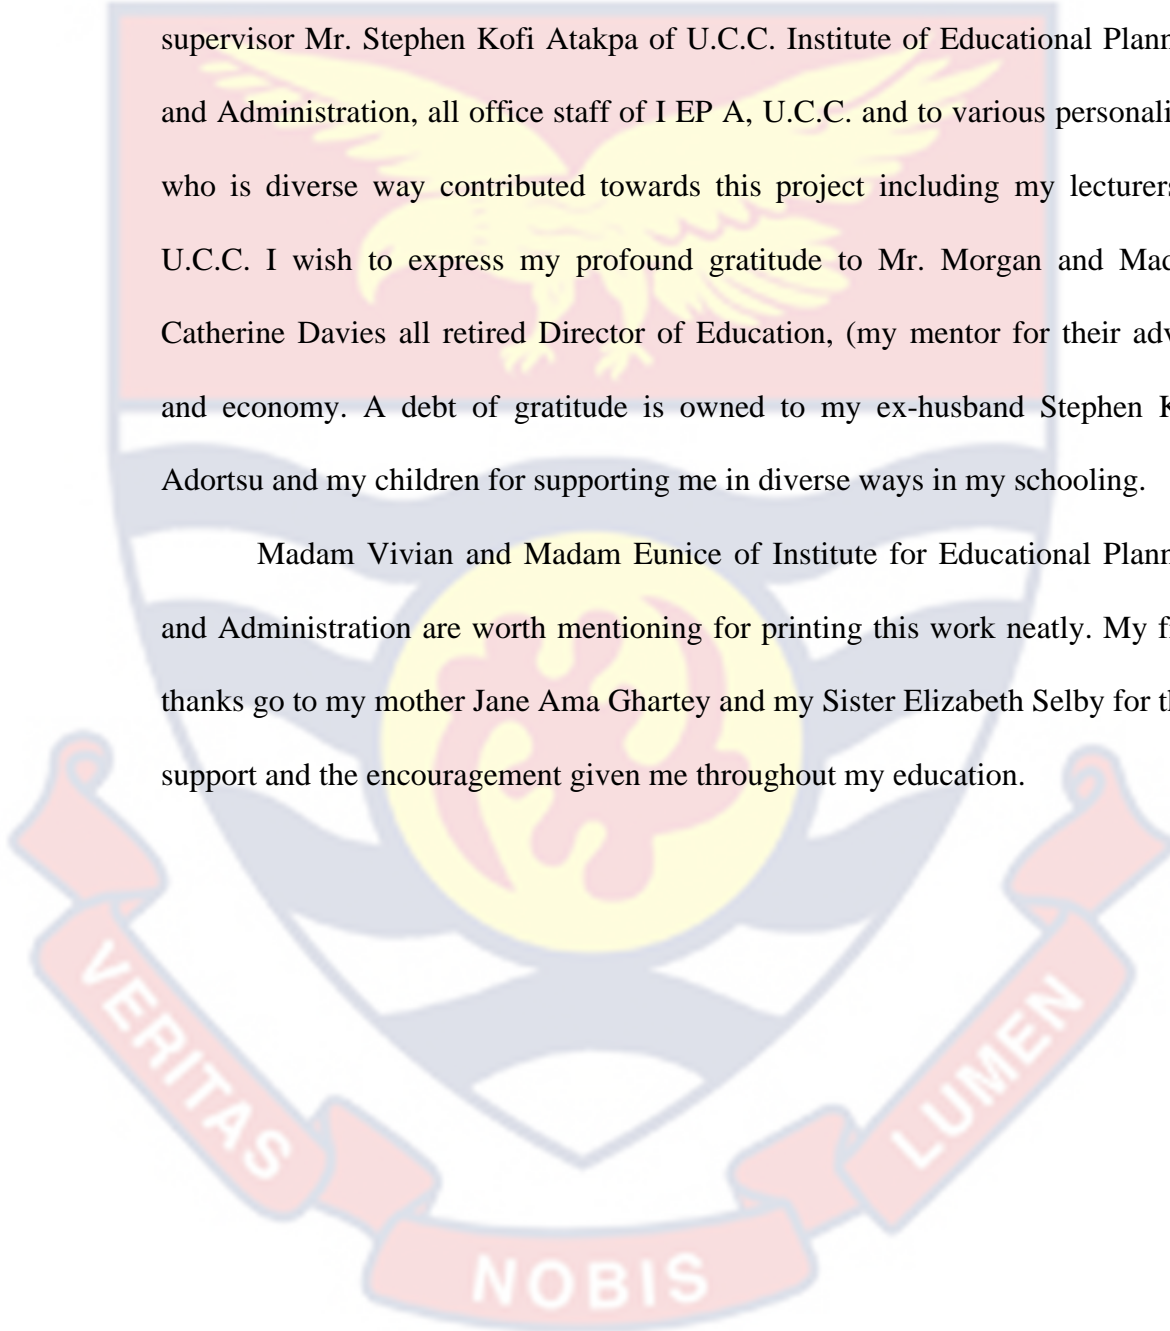 supervisor Mr. Stephen Kofi Atakpa of U.C.C. Institute of Educational Plann
and Administration, all office staff of I EP A, U.C.C. and to various personali
who is diverse way contributed towards this project including my lecturers
U.C.C. I wish to express my profound gratitude to Mr. Morgan and Mad
Catherine Davies all retired Director of Education, (my mentor for their adv
and economy. A debt of gratitude is owned to my ex-husband Stephen K
Adortsu and my children for supporting me in diverse ways in my schooling.
Madam Vivian and Madam Eunice of Institute for Educational Plann
and Administration are worth mentioning for printing this work neatly. My fi
thanks go to my mother Jane Ama Ghartey and my Sister Elizabeth Selby for th
support and the encouragement given me throughout my education.
VERITAS
NOBIS
LUMEN